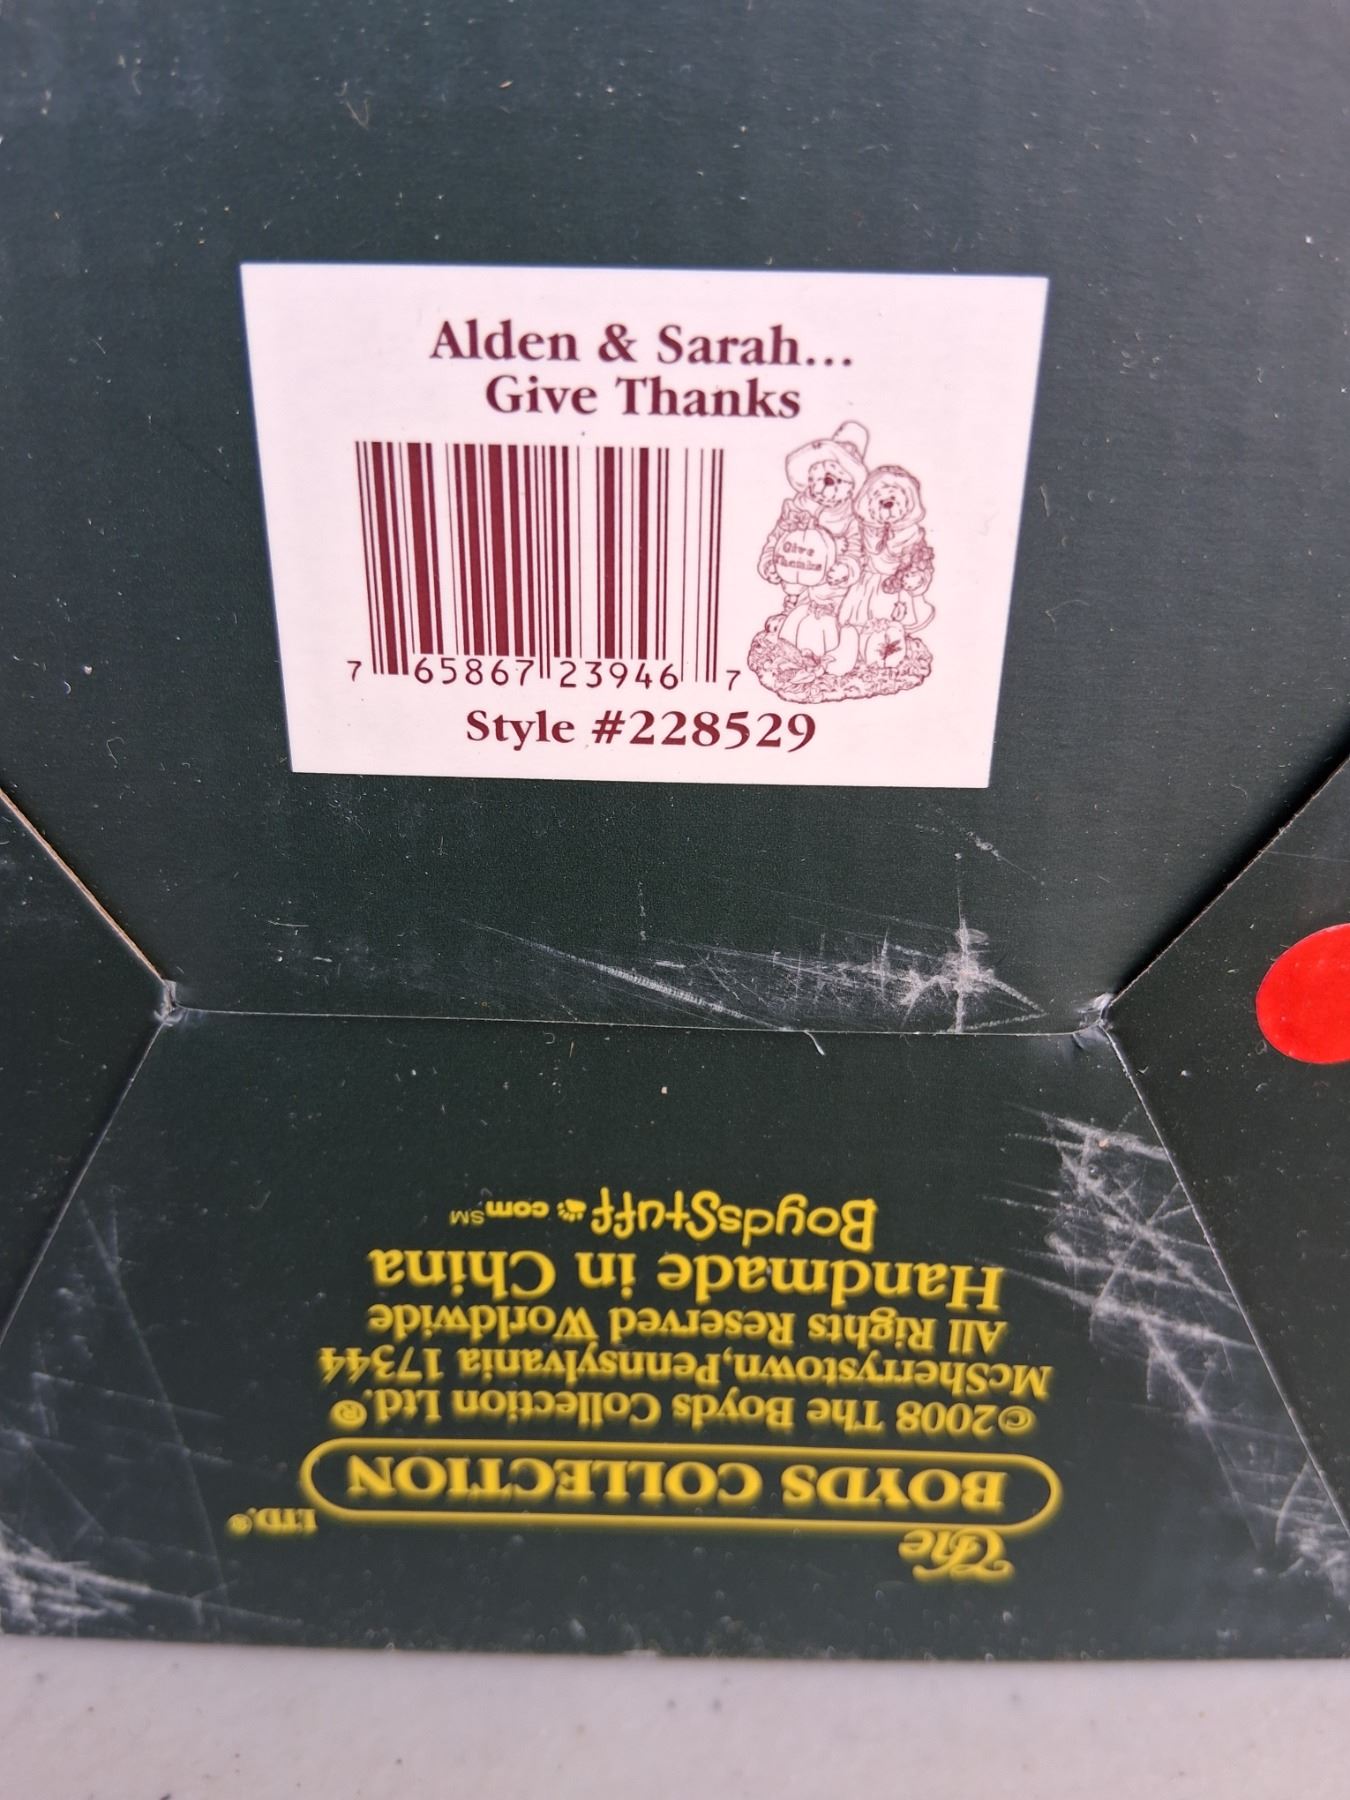 Alden & Sarah...
Give Thanks
Give
Thanks
7 65867 23946 7
Style #228529
The
BOYDS COLLECTION
LTD.®
©2008 The Boyds Collection Ltd.®
McSherrystown, Pennsylvania 17344
All Rights Reserved Worldwide
Handmade in China
BoydsStuff.com℠